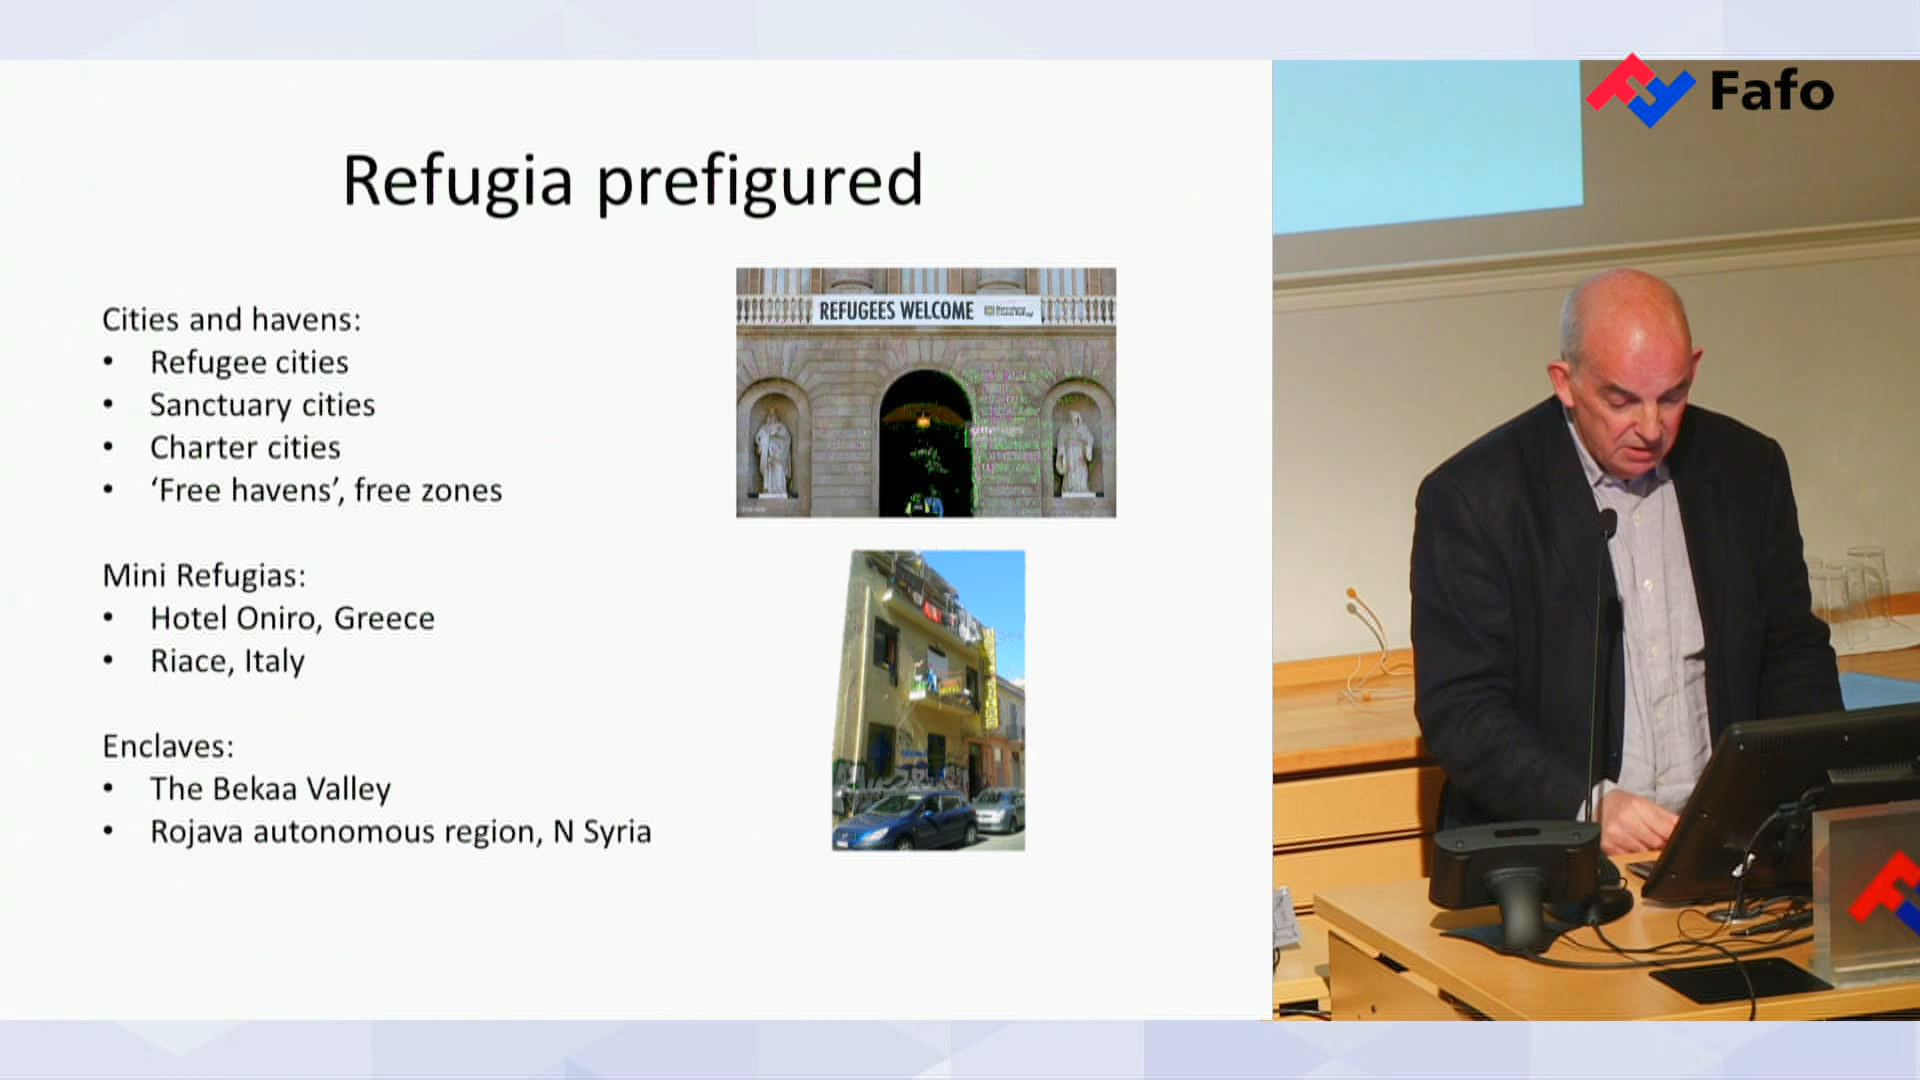 Fafo
Refugia prefigured
Cities and havens:
• Refugee cities
• Sanctuary cities
• Charter cities
• ‘Free havens’, free zones
Mini Refugias:
• Hotel Oniro, Greece
• Riace, Italy
Enclaves:
• The Bekaa Valley
• Rojava autonomous region, N Syria
REFUGEES WELCOME